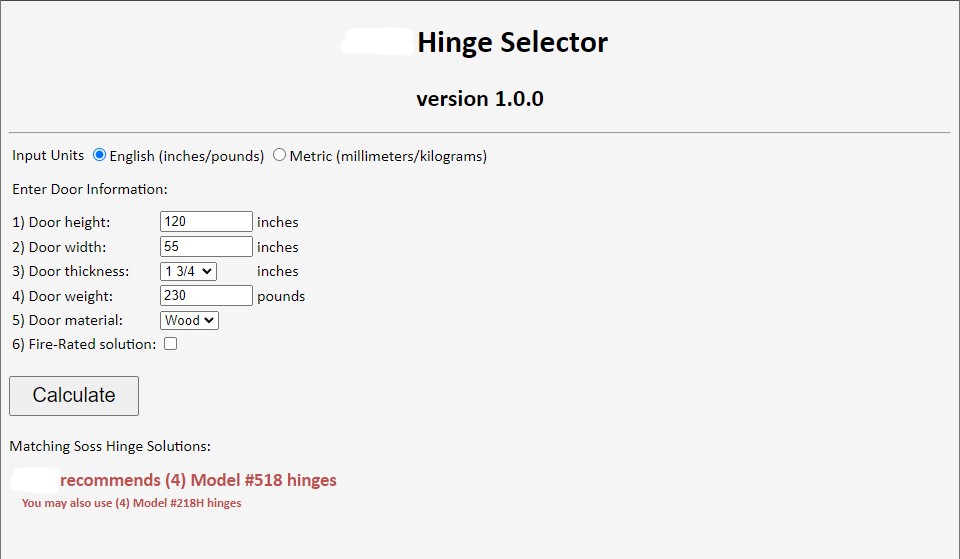 Hinge Selector
version 1.0.0
Input Units English (inches/pounds) Metric (millimeters/kilograms)
Enter Door Information:
1) Door height: 120 inches
2) Door width: 55 inches
3) Door thickness: 1 3/4 inches
4) Door weight: 230 pounds
5) Door material: Wood
6) Fire-Rated solution:
Calculate
Matching Soss Hinge Solutions:
recommends (4) Model #518 hinges
You may also use (4) Model #218H hinges